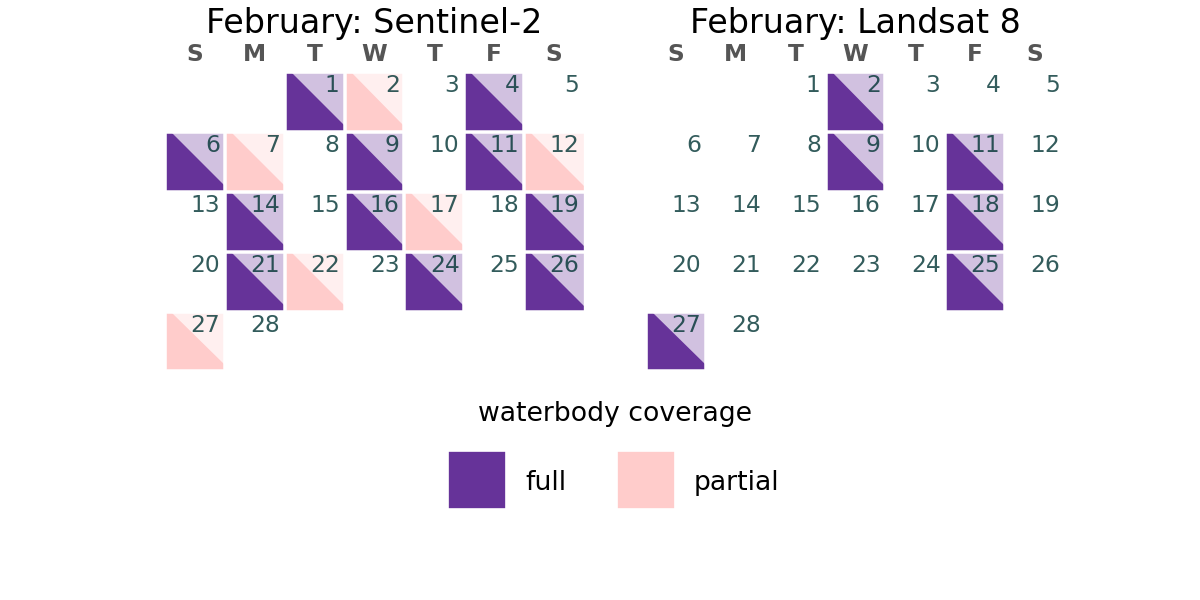 February: Sentinel-2
S M T W T F S
1 2 3 4 5
6 7 8 9 10 11 12
13 14 15 16 17 18 19
20 21 22 23 24 25 26
27 28
February: Landsat 8
S M T W T F S
1 2 3 4 5
6 7 8 9 10 11 12
13 14 15 16 17 18 19
20 21 22 23 24 25 26
27 28
waterbody coverage
full partial